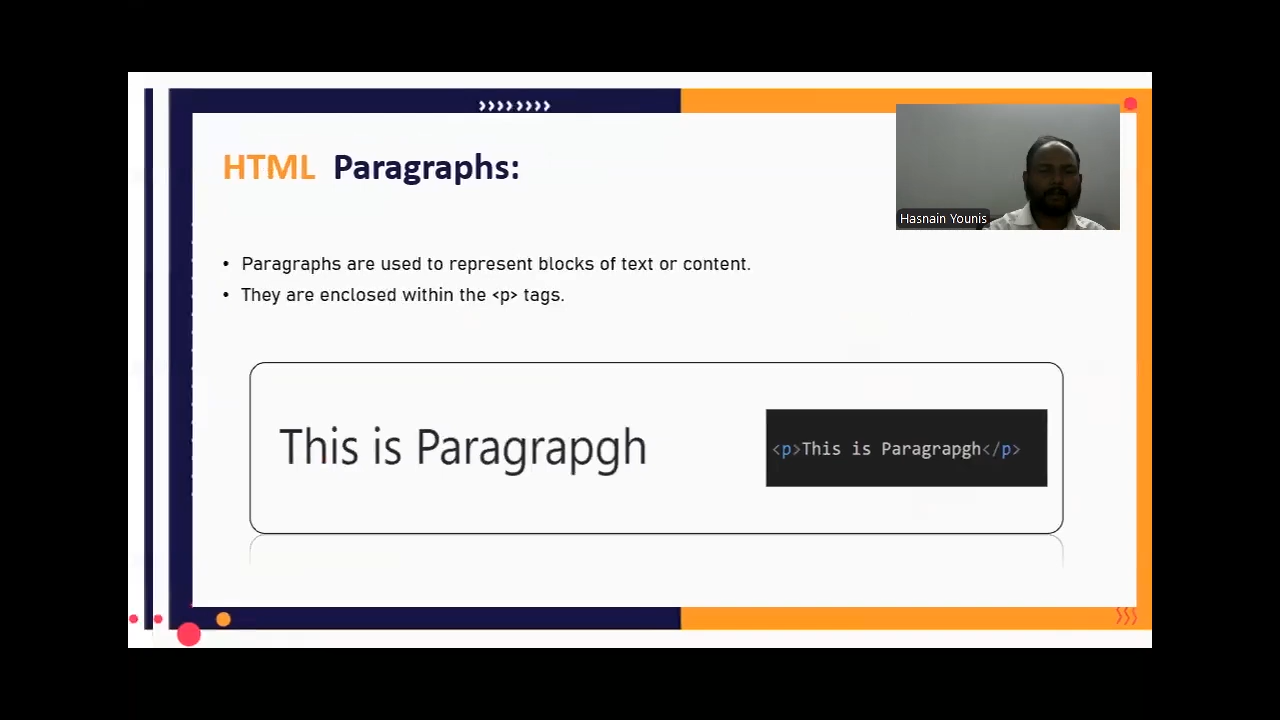 HTML Paragraphs:
Hasnain Younis
• Paragraphs are used to represent blocks of text or content.
• They are enclosed within the <p> tags.
This is Paragrapgh
<p>This is Paragrapgh</p>